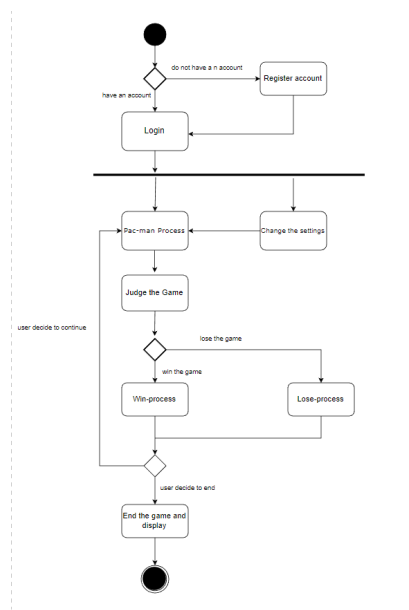 do not have a n account
Register account
have an account
Login
Pac-man Process
Change the settings
Judge the Game
user decide to continue
lose the game
win the game
Win-process
Lose-process
user decide to end
End the game and
display